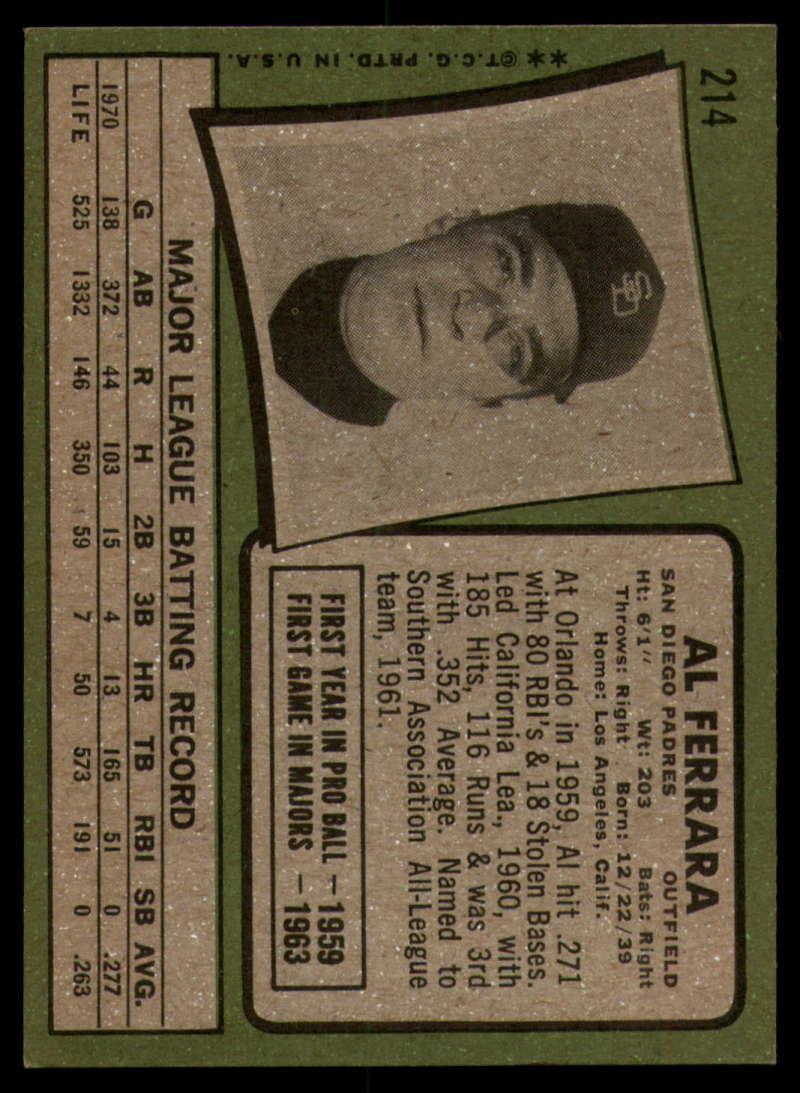 214
**©T.C.G. PRTD. IN U.S.A.
SD
AL FERRARA
SAN DIEGO PADRES OUTFIELD
Ht: 6'1" Wt: 203 Bats: Right
Throws: Right Born: 12/22/39
Home: Los Angeles, Calif.
At Orlando in 1959, Al hit .271
with 80 RBI's & 18 Stolen Bases.
Led California Lea., 1960, with
185 Hits, 116 Runs & was 3rd
with .352 Average. Named to
Southern Association All-League
team, 1961.
FIRST YEAR IN PRO BALL — 1959
FIRST GAME IN MAJORS — 1963
MAJOR LEAGUE BATTING RECORD
G AB R H 2B 3B HR TB RBI SB AVG.
1970 138 372 44 103 15 4 13 165 51 0 .277
LIFE 525 1332 146 350 59 7 50 573 191 0 .263